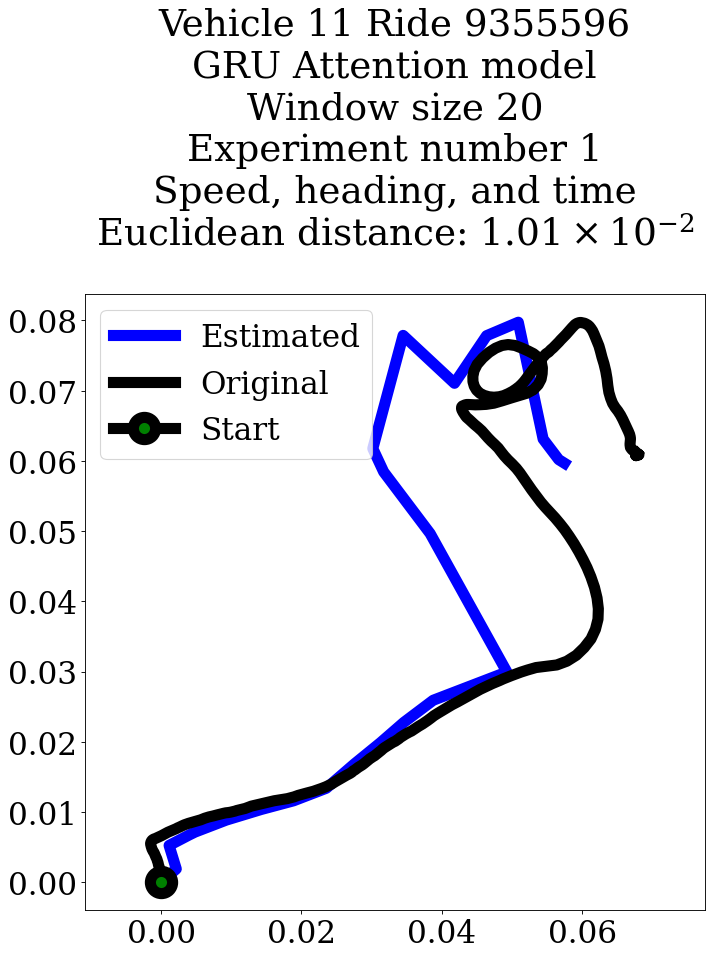 Vehicle 11 Ride 9355596
GRU Attention model
Window size 20
Experiment number 1
Speed, heading, and time
Euclidean distance: 1.01 × 10⁻²
0.08
0.07
0.06
0.05
0.04
0.03
0.02
0.01
0.00
Estimated
Original
Start
0.00 0.02 0.04 0.06